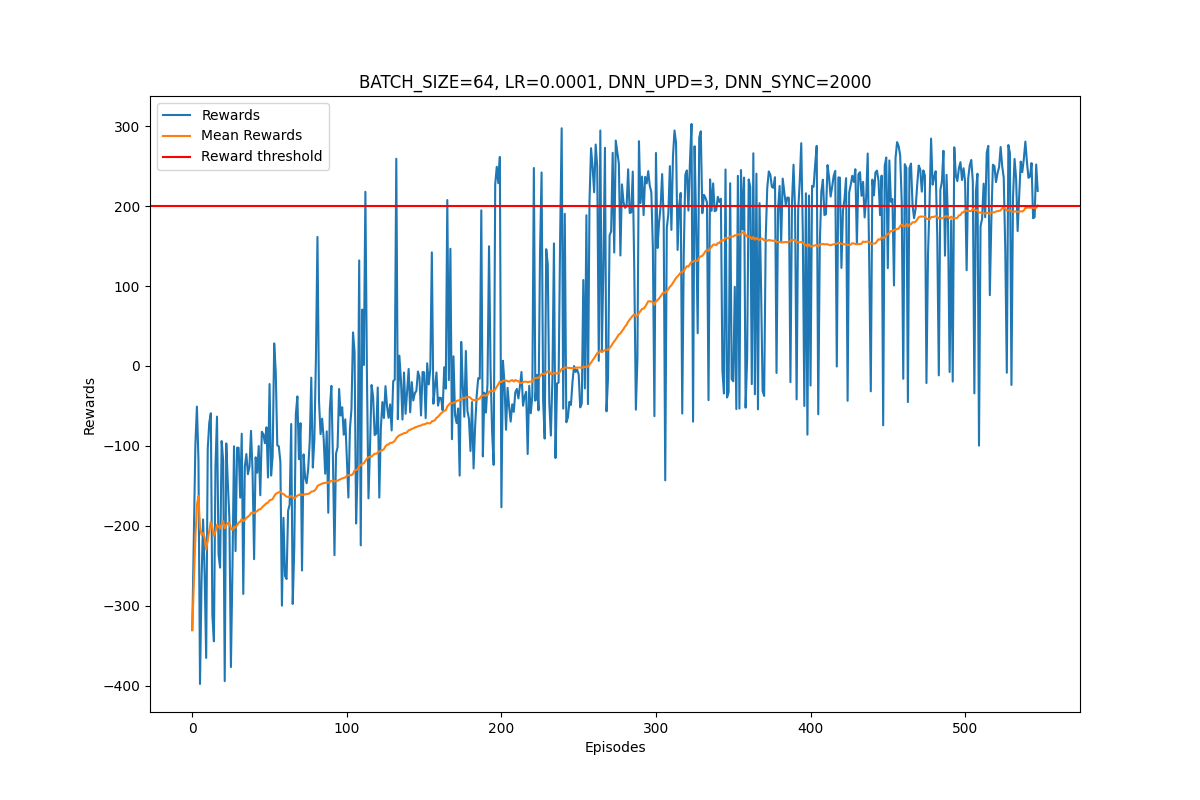 BATCH_SIZE=64, LR=0.0001, DNN_UPD=3, DNN_SYNC=2000
Rewards
Mean Rewards
Reward threshold
300
200
100
0
−100
−200
−300
−400
Rewards
0 100 200 300 400 500
Episodes